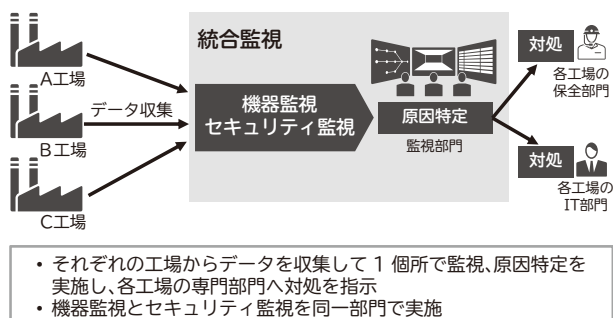 統合監視
A工場
データ収集
B工場
C工場
機器監視
セキュリティ監視
原因特定
監視部門
対処
各工場の
保全部門
対処
各工場の
IT部門
• それぞれの工場からデータを収集して 1 個所で監視、原因特定を
実施し、各工場の専門部門へ対処を指示
• 機器監視とセキュリティ監視を同一部門で実施